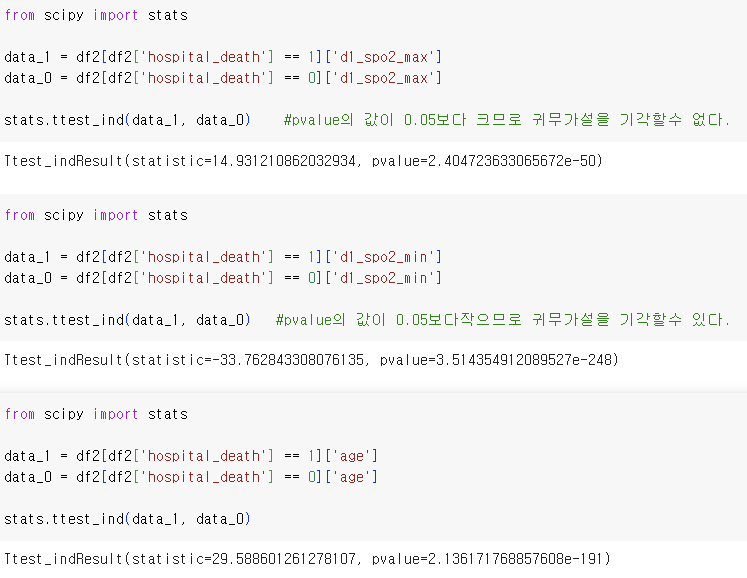 from scipy import stats
data_1 = df2[df2['hospital_death'] == 1]['d1_spo2_max']
data_0 = df2[df2['hospital_death'] == 0]['d1_spo2_max']
stats.ttest_ind(data_1, data_0)    #pvalue의 값이 0.05보다 크므로 귀무가설을 기각할수 없다.
Ttest_indResult(statistic=14.931210862032934, pvalue=2.404723633065672e-50)
from scipy import stats
data_1 = df2[df2['hospital_death'] == 1]['d1_spo2_min']
data_0 = df2[df2['hospital_death'] == 0]['d1_spo2_min']
stats.ttest_ind(data_1, data_0)   #pvalue의 값이 0.05보다작으므로 귀무가설을 기각할수 있다.
Ttest_indResult(statistic=-33.762843308076135, pvalue=3.514354912089527e-248)
from scipy import stats
data_1 = df2[df2['hospital_death'] == 1]['age']
data_0 = df2[df2['hospital_death'] == 0]['age']
stats.ttest_ind(data_1, data_0)
Ttest_indResult(statistic=29.588601261278107, pvalue=2.136171768857608e-191)